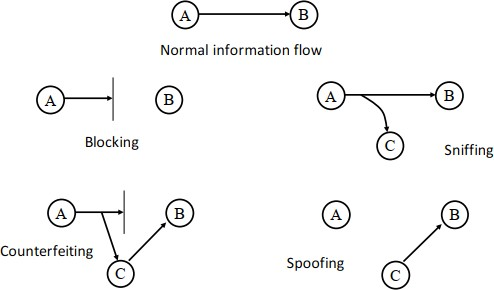 A B
Normal information flow
A B
Blocking
A B
C
Sniffing
A B
C
Counterfeiting
A B
C
Spoofing